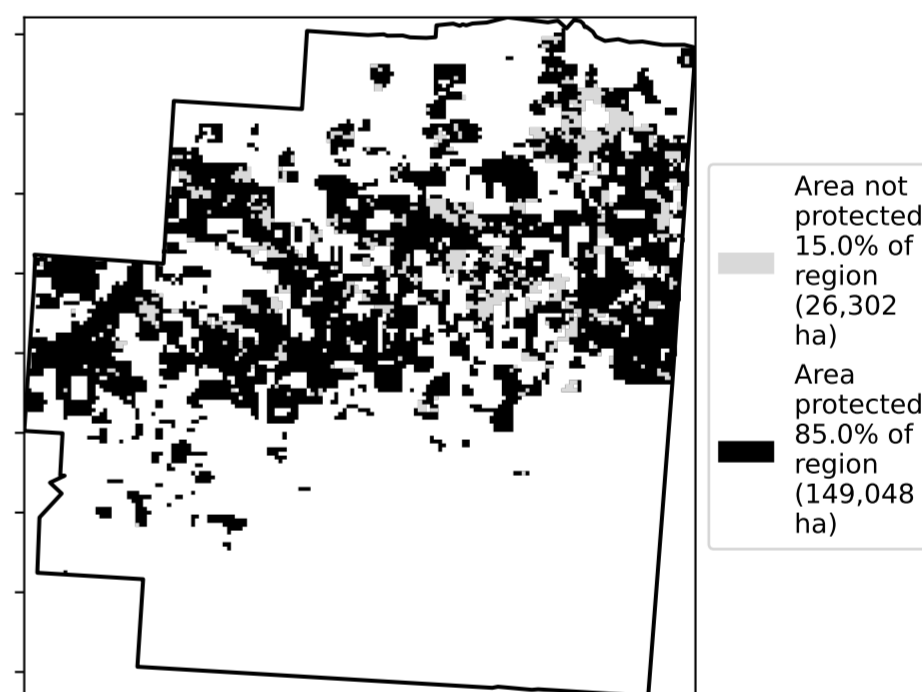 Area not
protected
15.0% of
region
(26,302
ha)
Area
protected
85.0% of
region
(149,048
ha)